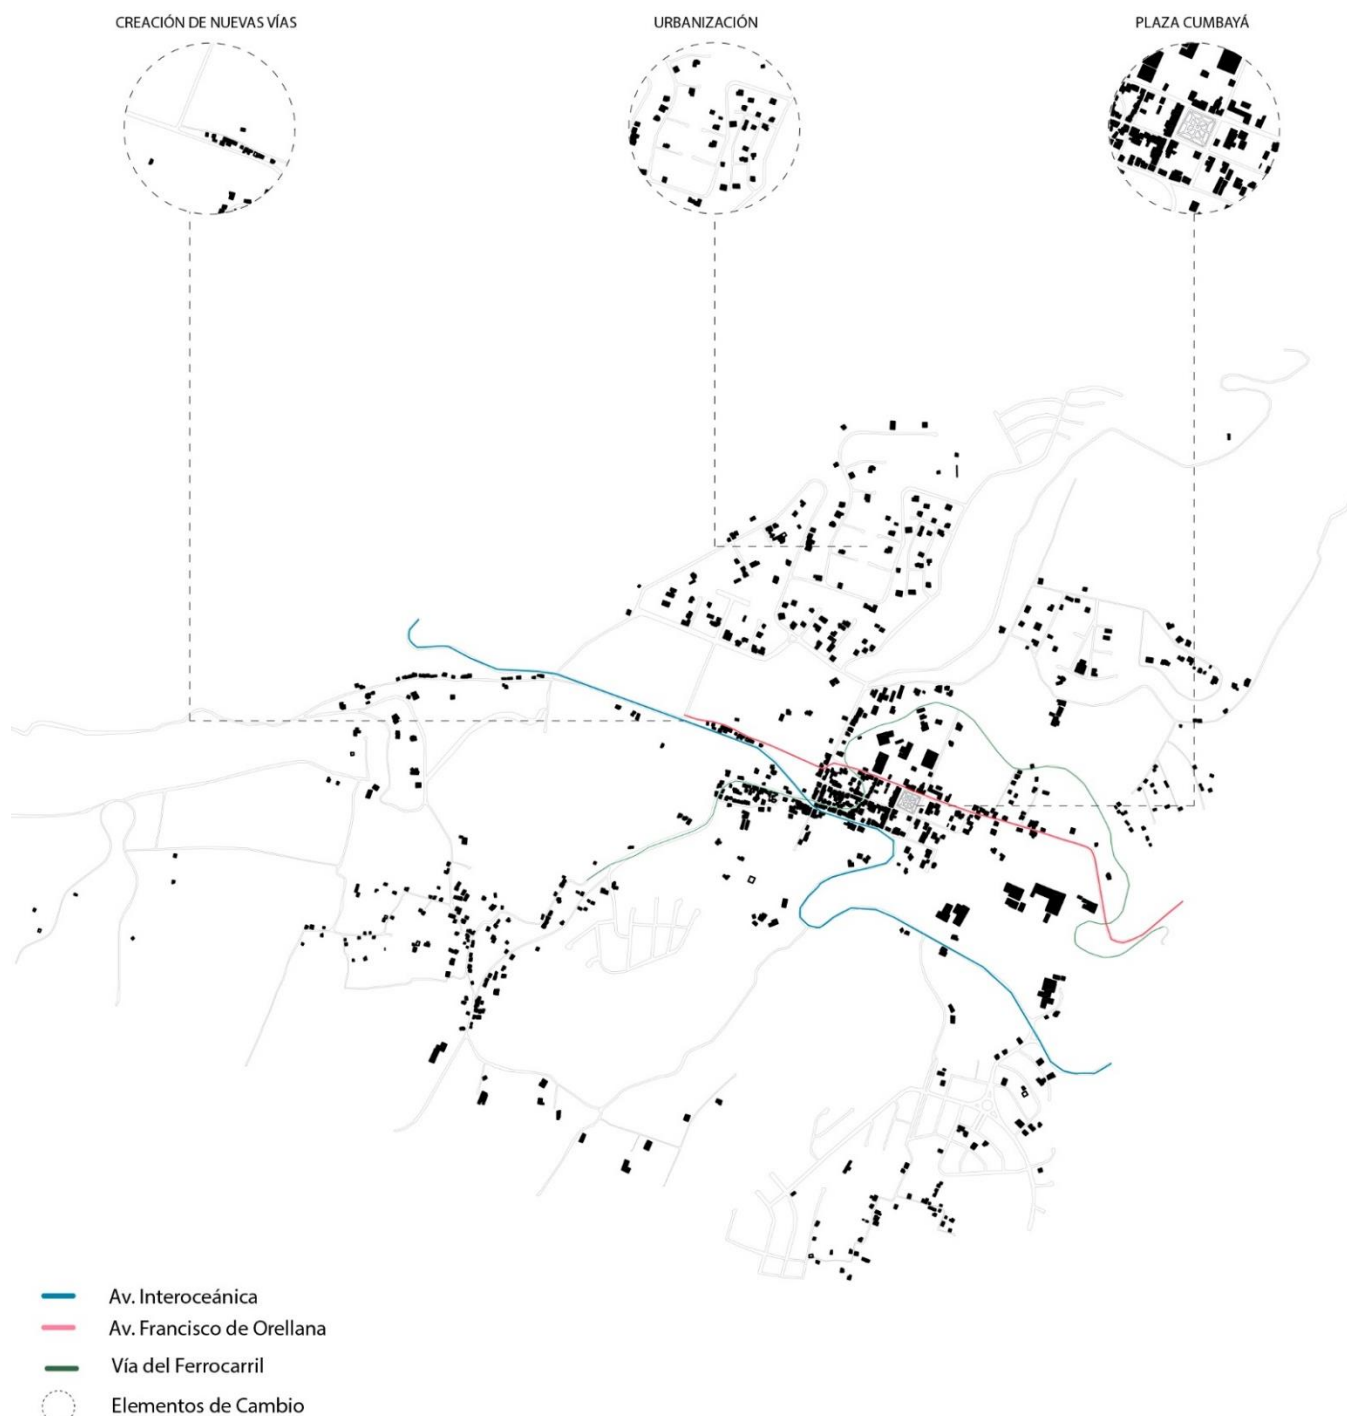 CREACIÓN DE NUEVAS VÍAS
URBANIZACIÓN
PLAZA CUMBAYÁ
Av. Interoceánica
Av. Francisco de Orellana
Vía del Ferrocarril
Elementos de Cambio